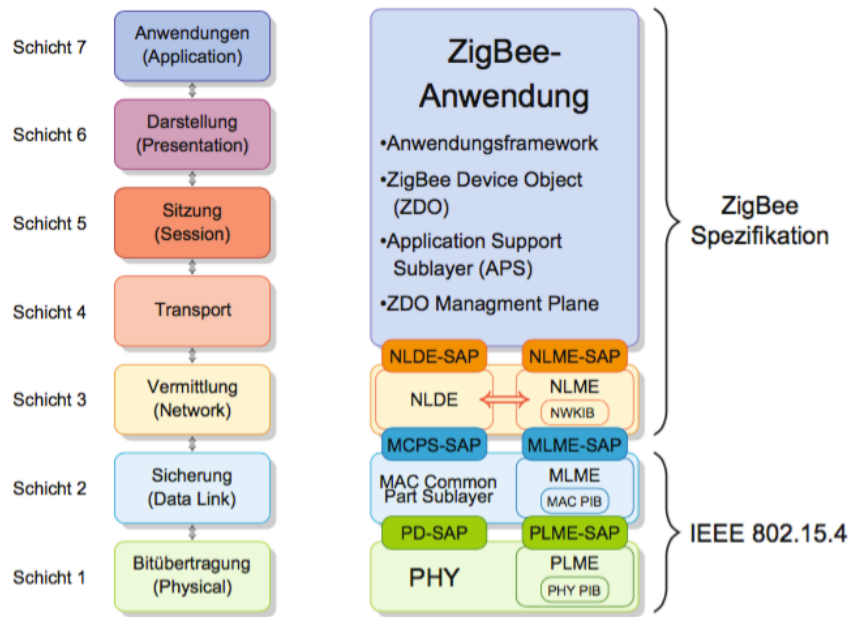 Schicht 7
Anwendungen
(Application)
Schicht 6
Darstellung
(Presentation)
Schicht 5
Sitzung
(Session)
Schicht 4
Transport
Schicht 3
Vermittlung
(Network)
Schicht 2
Sicherung
(Data Link)
Schicht 1
Bitübertragung
(Physical)
ZigBee-
Anwendung
•Anwendungsframework
•ZigBee Device Object
(ZDO)
•Application Support
Sublayer (APS)
•ZDO Managment Plane
NLDE-SAP
NLME-SAP
NLDE
NLME
NWKIB
MCPS-SAP
MLME-SAP
MAC Common
Part Sublayer
MLME
MAC PIB
PD-SAP
PLME-SAP
PHY
PLME
PHY PIB
ZigBee
Spezifikation
IEEE 802.15.4